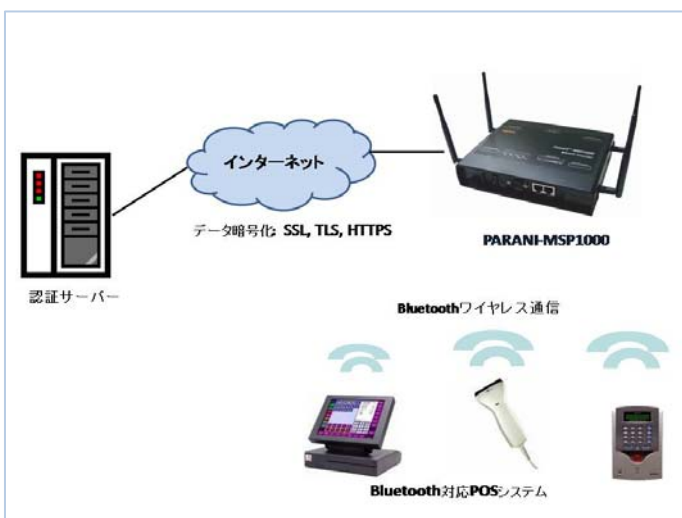 インターネット
データ暗号化: SSL, TLS, HTTPS
PARANI-MSP1000
認証サーバー
Bluetoothワイヤレス通信
Bluetooth対応POSシステム